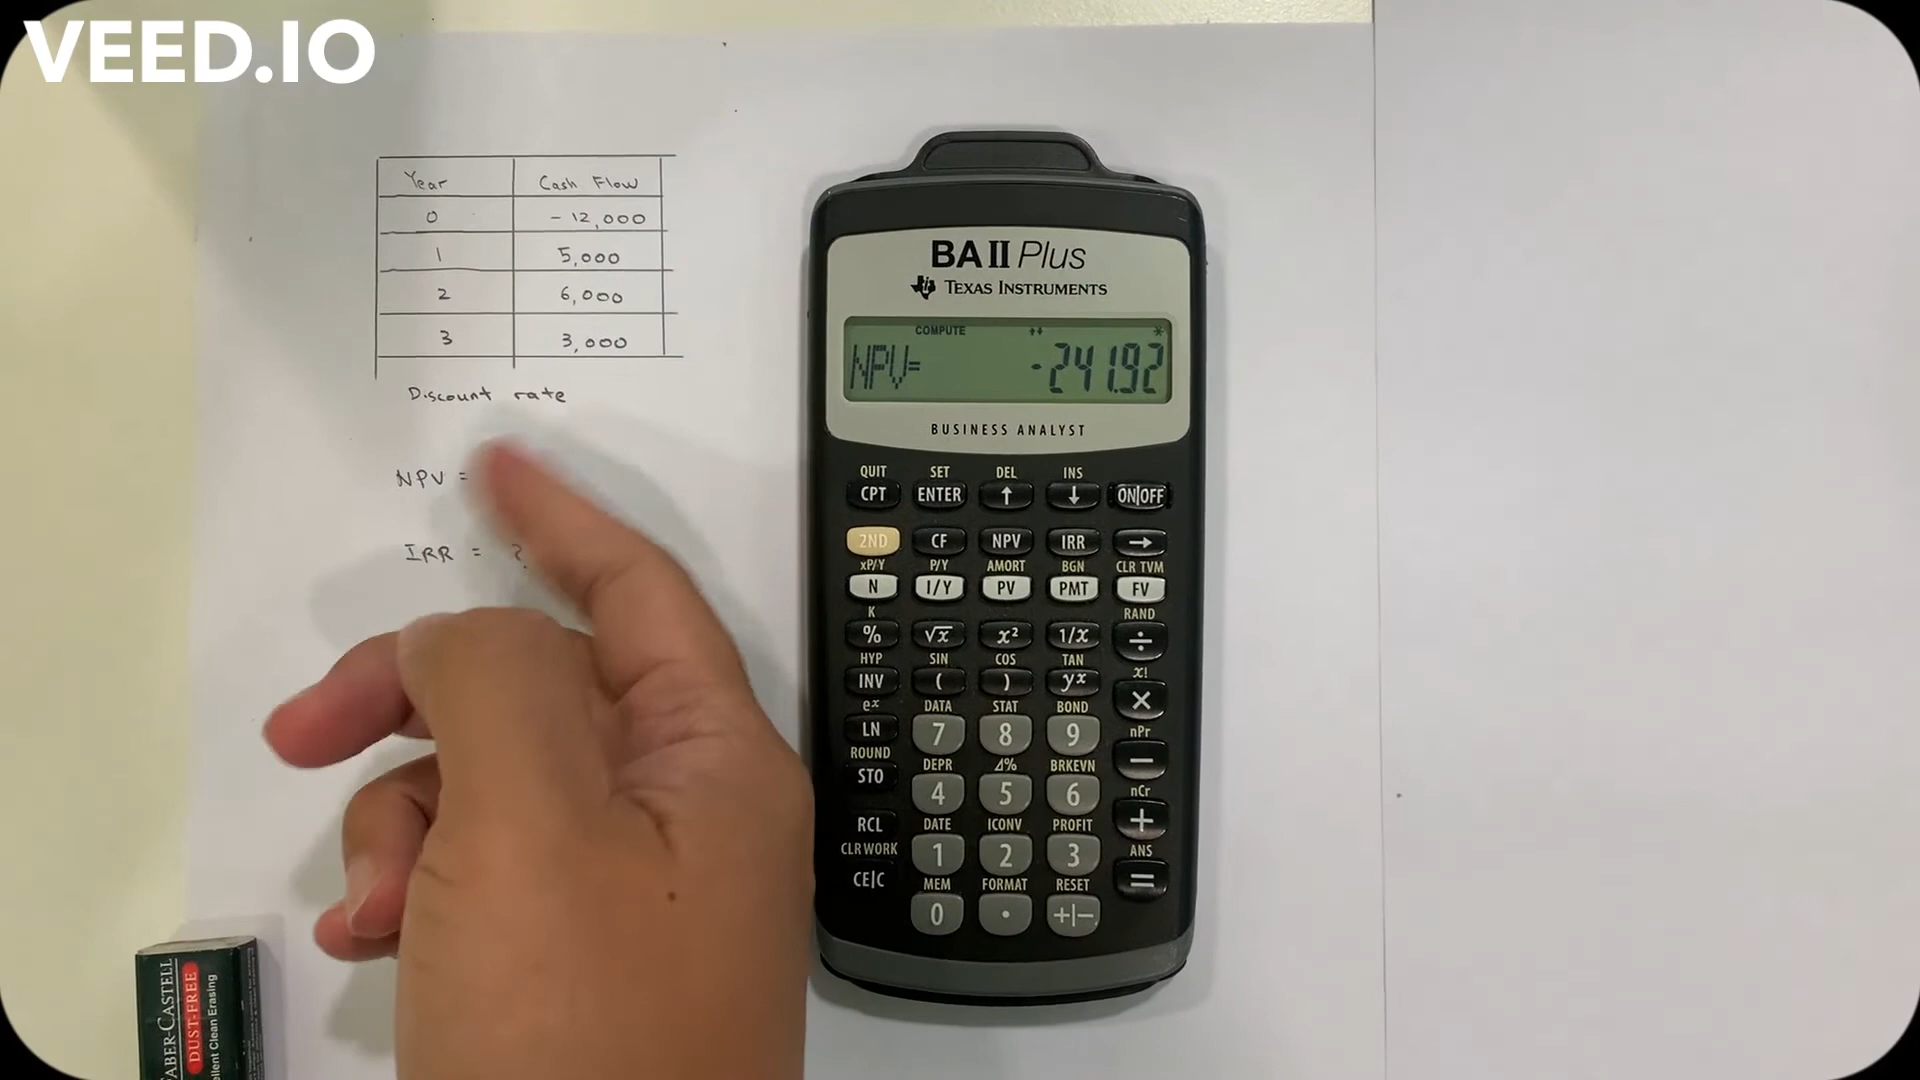 VEED.IO
Year Cash Flow
0 - 12,000
1 5,000
2 6,000
3 3,000
Discount rate
NPV =
IRR = ?
BA II Plus
TEXAS INSTRUMENTS
COMPUTE
NPV= -241.92
BUSINESS ANALYST
QUIT SET DEL INS
CPT ENTER ↑ ↓ ON|OFF
2ND CF NPV IRR →
xP/Y P/Y AMORT BGN CLR TVM
N I/Y PV PMT FV
K RAND
% √x x² 1/x ÷
HYP SIN COS TAN x!
INV ( ) yˣ ×
eˣ DATA STAT BOND nPr
LN 7 8 9 −
ROUND DEPR Δ% BRKEVN nCr
STO 4 5 6 +
DATE ICONV PROFIT ANS
RCL 1 2 3 =
CLR WORK MEM FORMAT RESET
CE|C 0 . +|−
FABER-CASTELL
DUST-FREE
ellent Clean Erasing